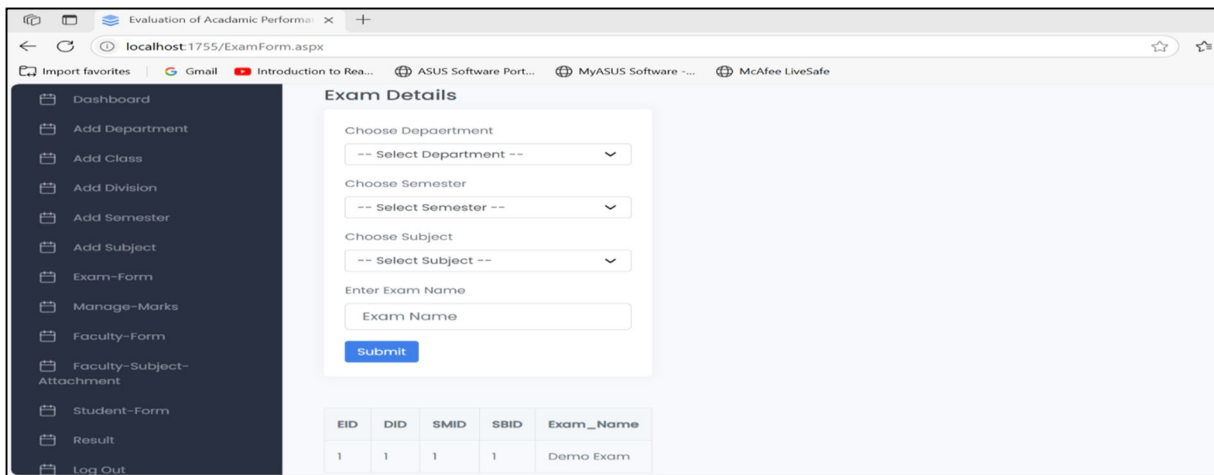 Evaluation of Acadamic Performa
localhost:1755/ExamForm.aspx
Import favorites Gmail Introduction to Rea... ASUS Software Port... MyASUS Software -... McAfee LiveSafe
Dashboard
Add Department
Add Class
Add Division
Add Semester
Add Subject
Exam-Form
Manage-Marks
Faculty-Form
Faculty-Subject-
Attachment
Student-Form
Result
Log Out
Exam Details
Choose Depaertment
-- Select Department --
Choose Semester
-- Select Semester --
Choose Subject
-- Select Subject --
Enter Exam Name
Exam Name
Submit
EID DID SMID SBID Exam_Name
1 1 1 1 Demo Exam